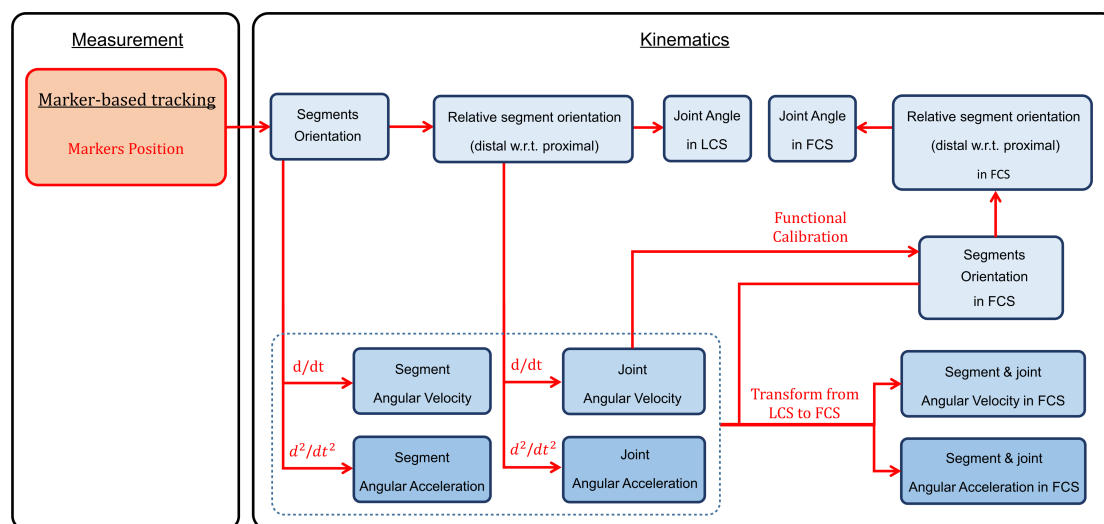 Measurement
Marker-based tracking
Markers Position
Kinematics
Segments
Orientation
Relative segment orientation
(distal w.r.t. proximal)
Joint Angle
in LCS
Joint Angle
in FCS
Relative segment orientation
(distal w.r.t. proximal)
in FCS
Functional
Calibration
Segments
Orientation
in FCS
d/dt
Segment
Angular Velocity
d/dt
Joint
Angular Velocity
Transform from
LCS to FCS
Segment & joint
Angular Velocity in FCS
d²/dt²
Segment
Angular Acceleration
d²/dt²
Joint
Angular Acceleration
Segment & joint
Angular Acceleration in FCS